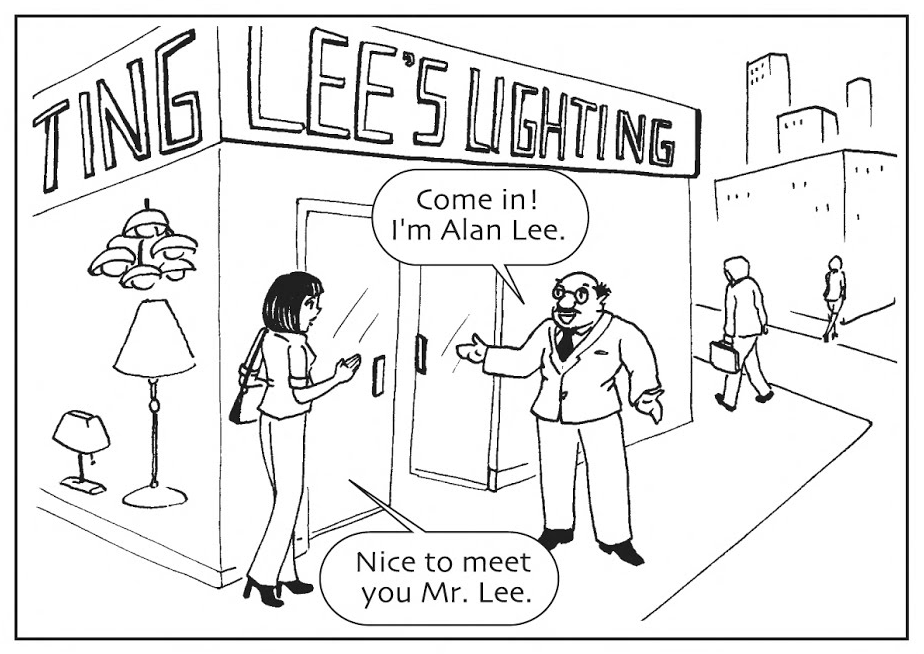 TING
LEE'S LIGHTING
Come in!
I'm Alan Lee.
Nice to meet
you Mr. Lee.